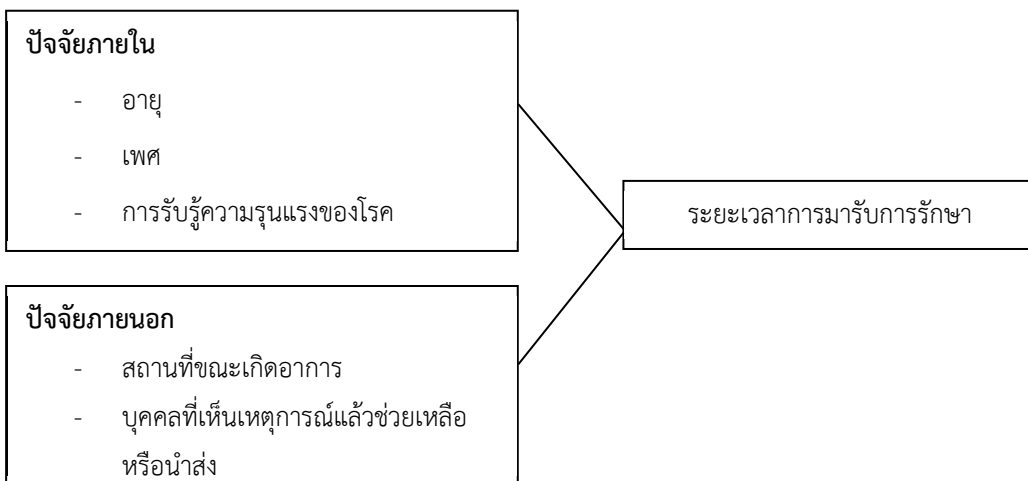 ปัจจัยภายใน
- อายุ
- เพศ
- การรับรู้ความรุนแรงของโรค
ระยะเวลาการมารับการรักษา
ปัจจัยภายนอก
- สถานที่ขณะเกิดอาการ
- บุคคลที่เห็นเหตุการณ์แล้วช่วยเหลือ
หรือนำส่ง